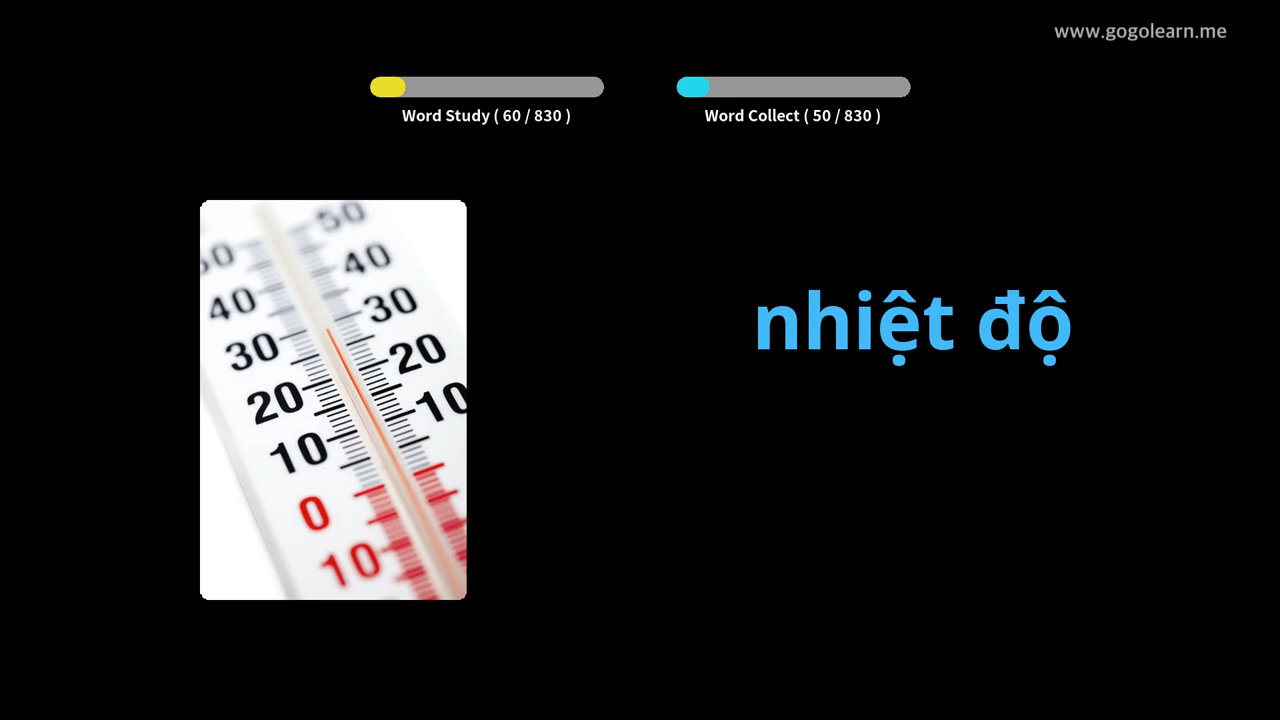 www.gogolearn.me
Word Study ( 60 / 830 )
Word Collect ( 50 / 830 )
50
40
30
20
10
40
30
20
10
0
10
nhiệt độ